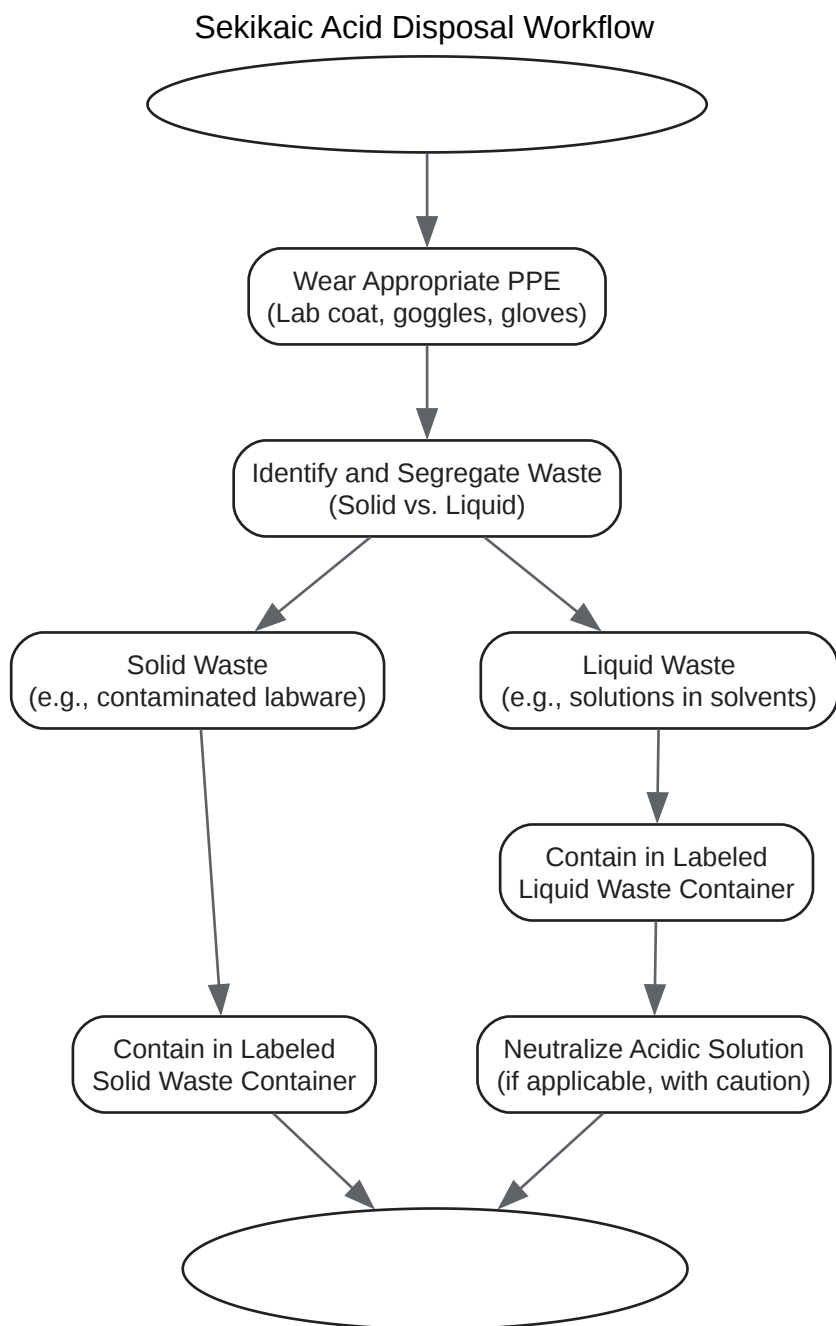 Sekikaic Acid Disposal Workflow
Wear Appropriate PPE
(Lab coat, goggles, gloves)
Identify and Segregate Waste
(Solid vs. Liquid)
Solid Waste
(e.g., contaminated labware)
Liquid Waste
(e.g., solutions in solvents)
Contain in Labeled
Liquid Waste Container
Contain in Labeled
Solid Waste Container
Neutralize Acidic Solution
(if applicable, with caution)